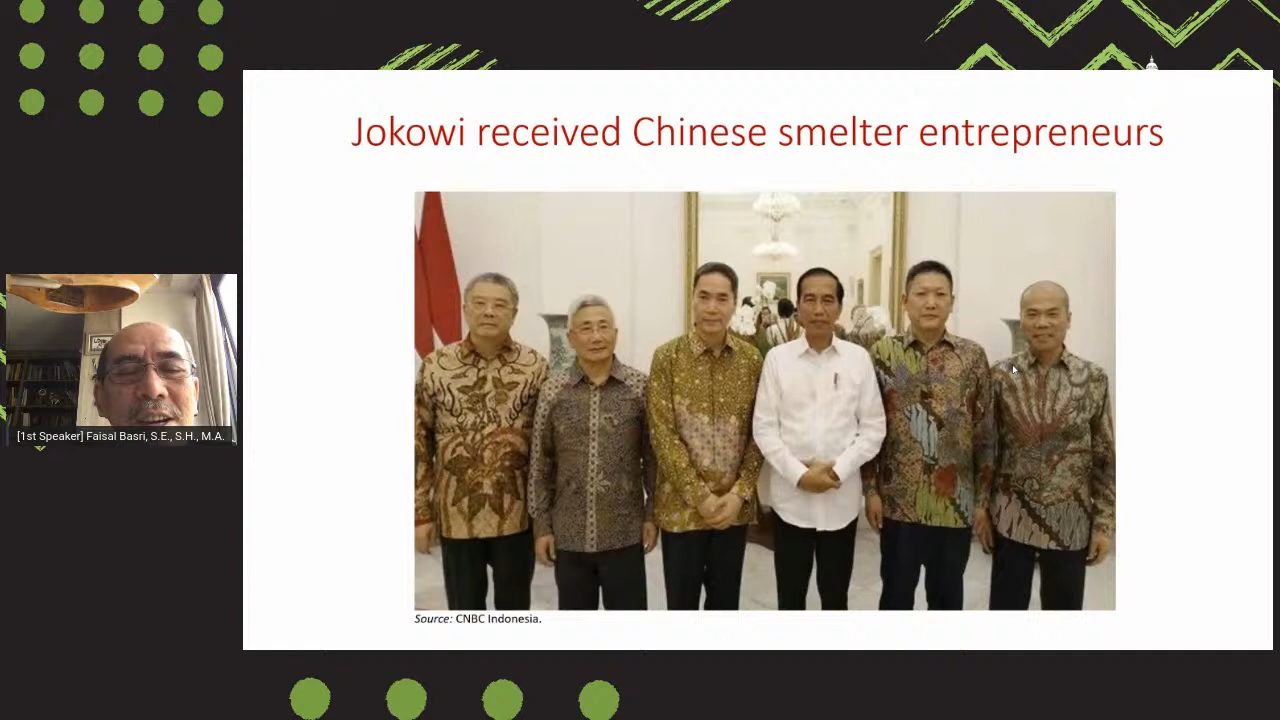 Jokowi received Chinese smelter entrepreneurs
[1st Speaker] Faisal Basri, S.E., S.H., M.A.
Source: CNBC Indonesia.